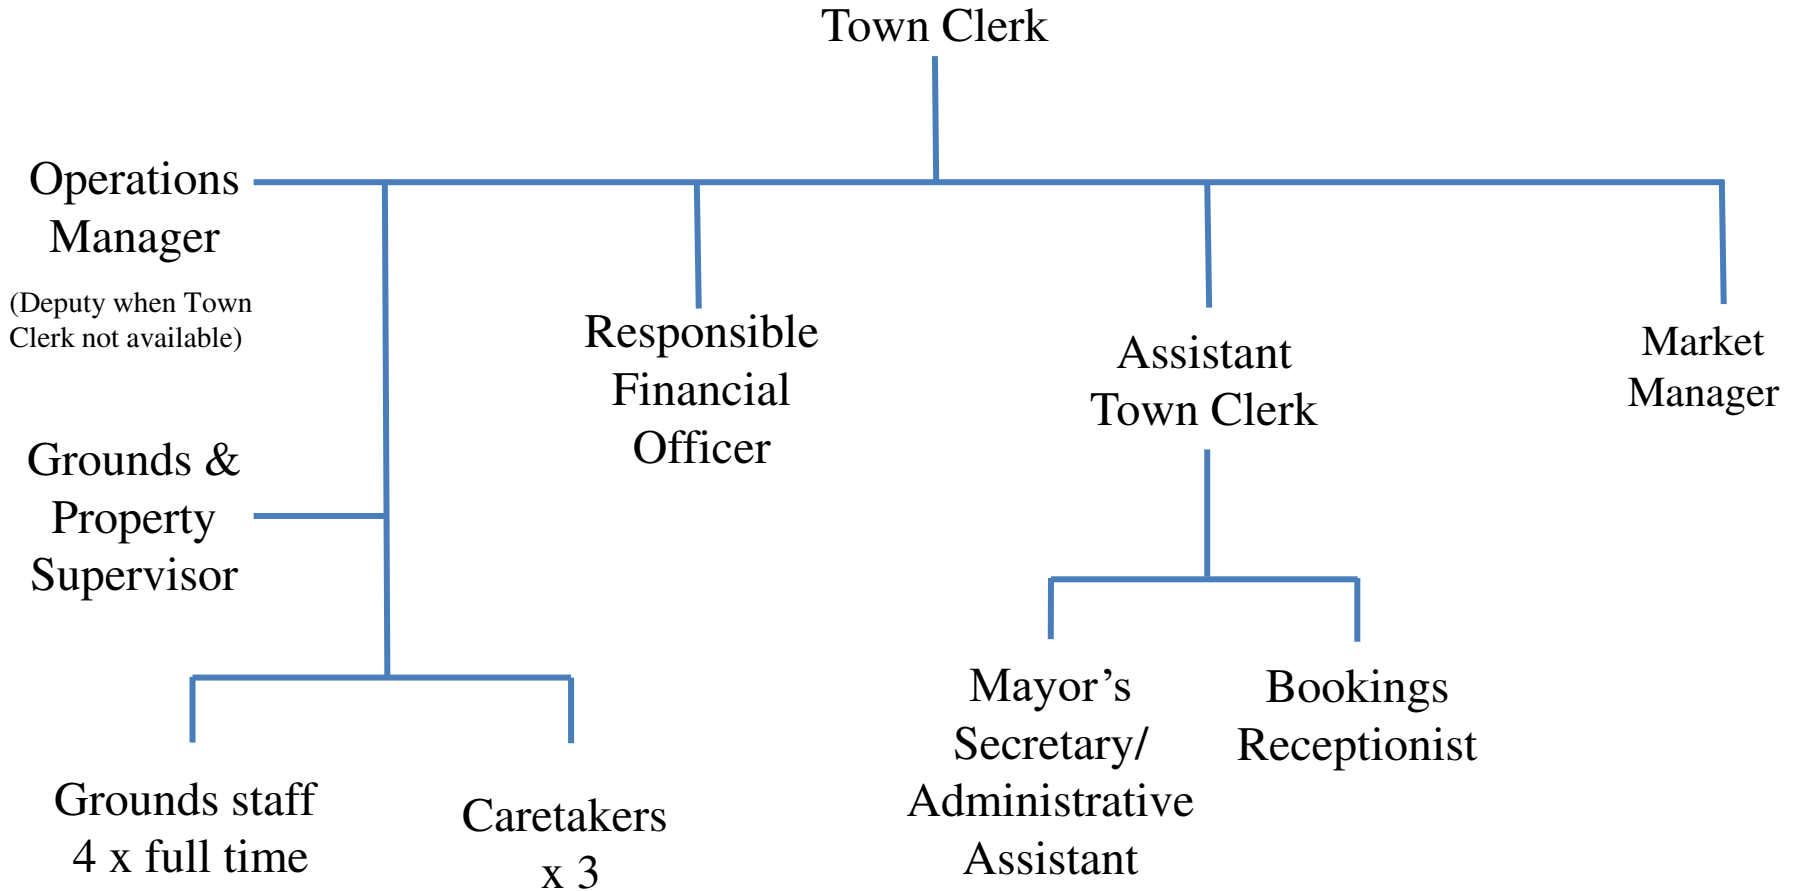 Town Clerk
Operations
Manager
(Deputy when Town
Clerk not available)
Responsible
Financial
Officer
Assistant
Town Clerk
Market
Manager
Grounds &
Property
Supervisor
Mayor’s
Secretary/
Administrative
Assistant
Bookings
Receptionist
Grounds staff
4 x full time
Caretakers
x 3